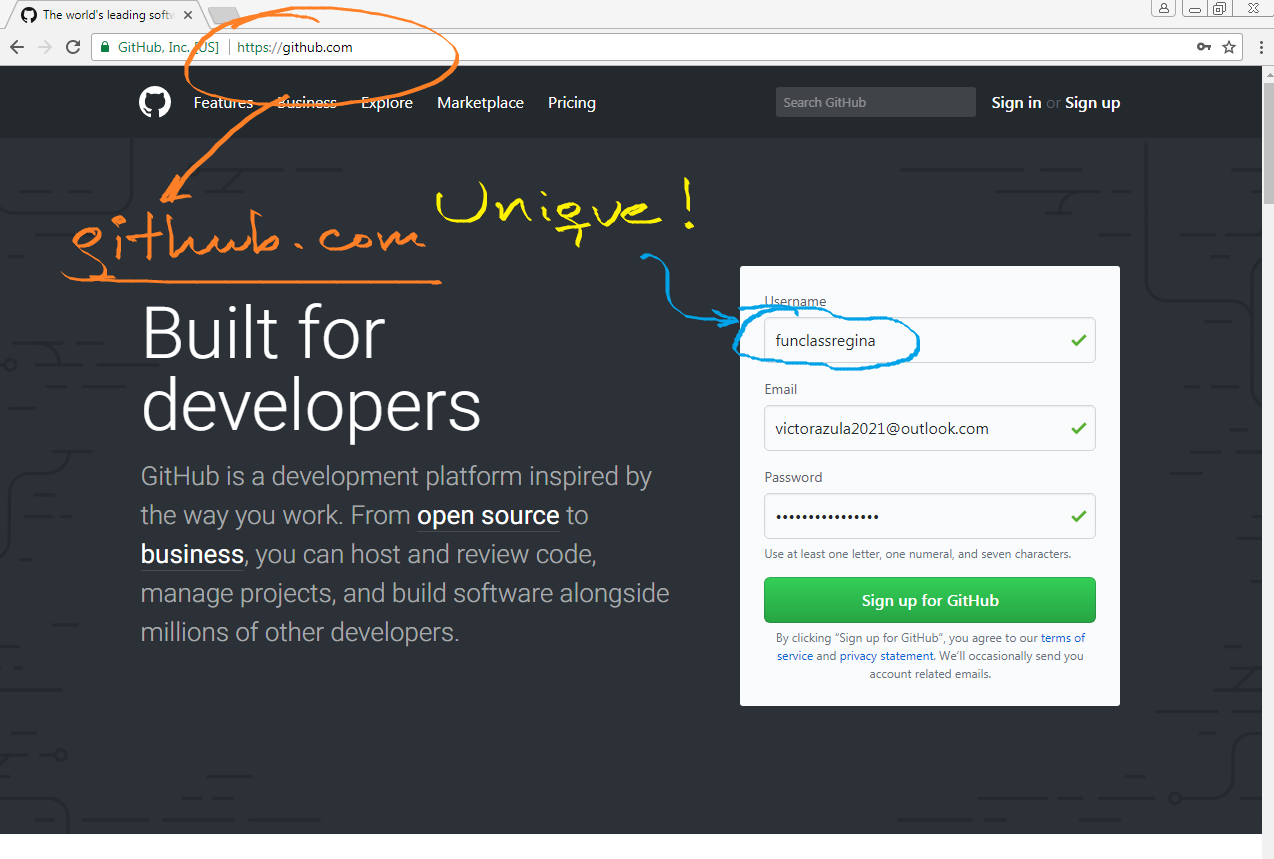 The world's leading softw
GitHub, Inc. [US] https://github.com
Features Business Explore Marketplace Pricing Search GitHub Sign in or Sign up
Unique!
github.com
Built for
developers
GitHub is a development platform inspired by
the way you work. From open source to
business, you can host and review code,
manage projects, and build software alongside
millions of other developers.
Username
funclassregina
Email
victorazula2021@outlook.com
Password
••••••••••••••••
Use at least one letter, one numeral, and seven characters.
Sign up for GitHub
By clicking “Sign up for GitHub”, you agree to our terms of
service and privacy statement. We’ll occasionally send you
account related emails.